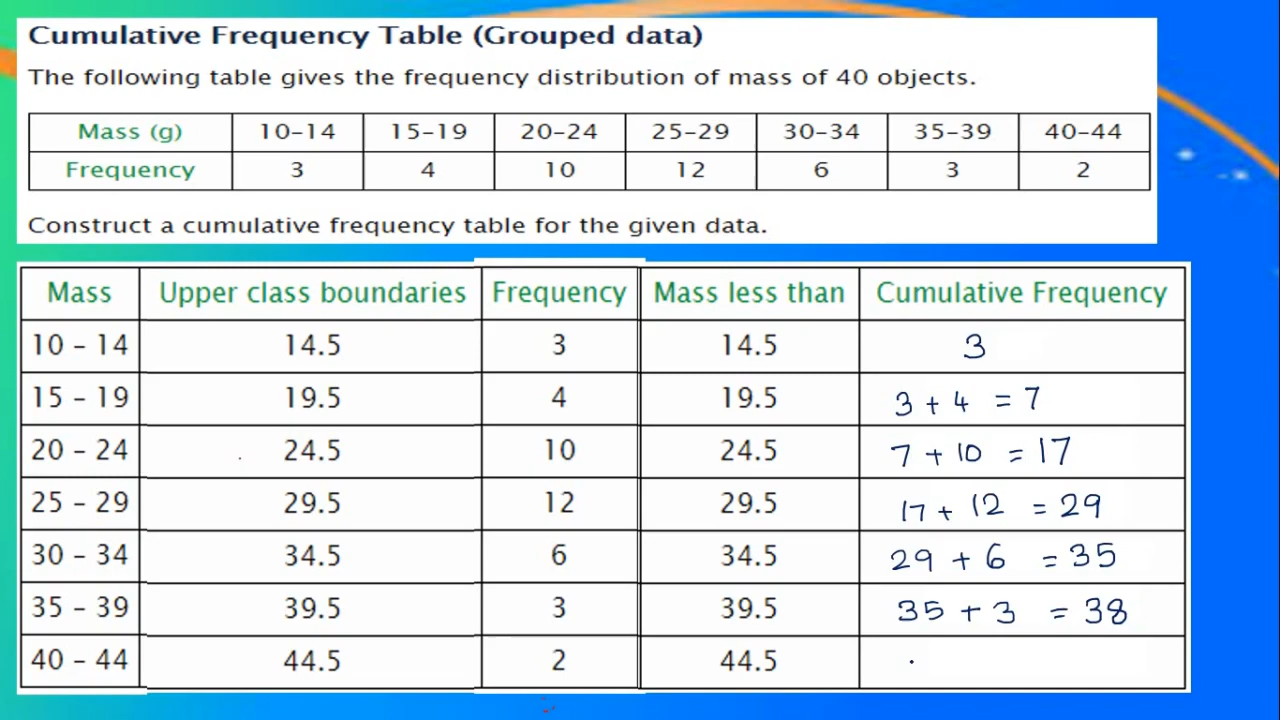 Cumulative Frequency Table (Grouped data)
The following table gives the frequency distribution of mass of 40 objects.
Mass (g) 10–14 15–19 20–24 25–29 30–34 35–39 40–44
Frequency 3 4 10 12 6 3 2
Construct a cumulative frequency table for the given data.
Mass Upper class boundaries Frequency Mass less than Cumulative Frequency
10 – 14 14.5 3 14.5 3
15 – 19 19.5 4 19.5 3 + 4 = 7
20 – 24 24.5 10 24.5 7 + 10 = 17
25 – 29 29.5 12 29.5 17 + 12 = 29
30 – 34 34.5 6 34.5 29 + 6 = 35
35 – 39 39.5 3 39.5 35 + 3 = 38
40 – 44 44.5 2 44.5